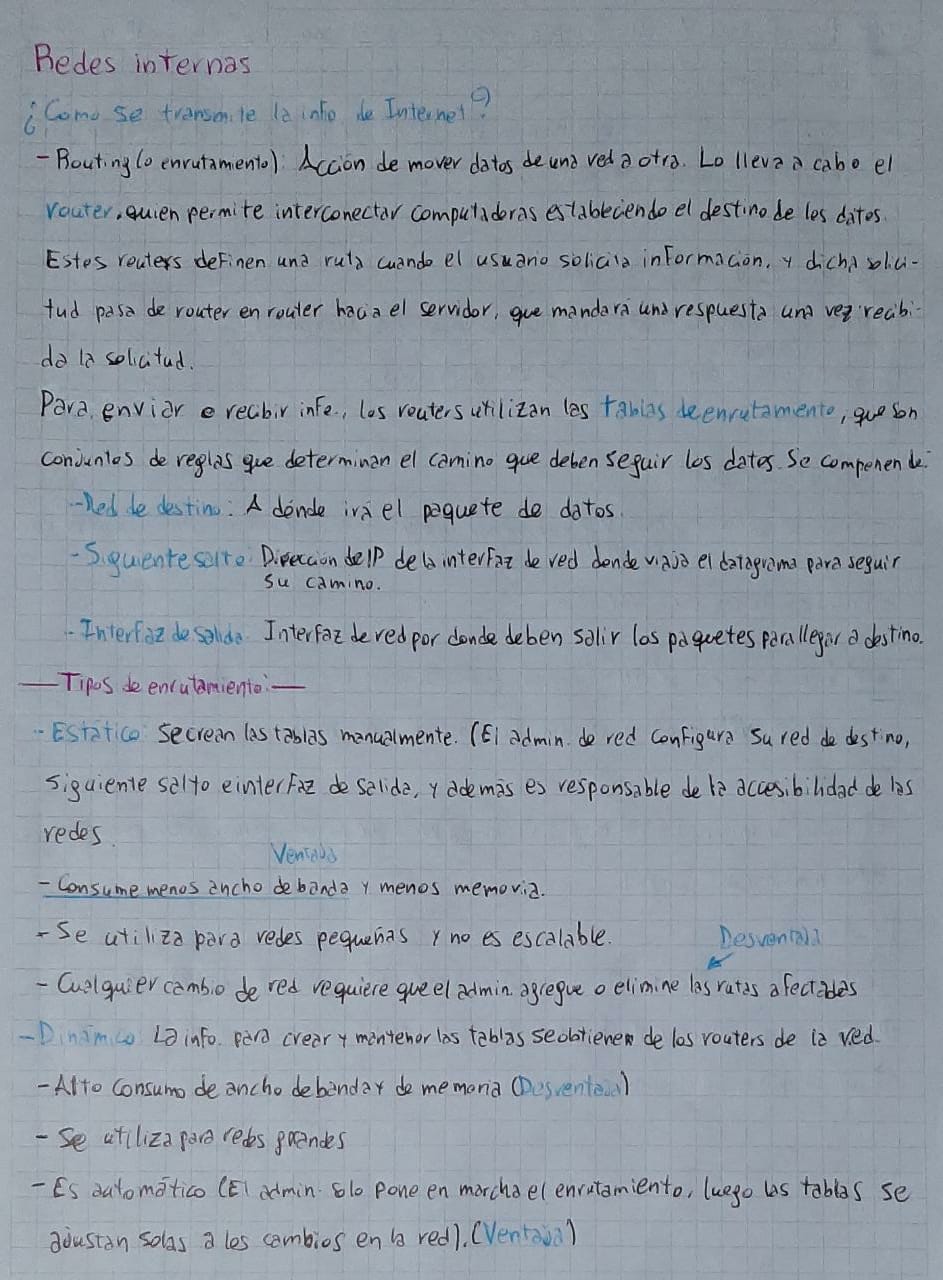 Redes internas
¿Como se transmite la info de Internet?
- Routing (o enrutamento): Acción de mover datos de una red a otra. Lo lleva a cabo el
router, quien permite interconectar computadoras estableciendo el destino de los datos.
Estos routers definen una ruta cuando el usuario solicita información, y dicha solici-
tud pasa de router en router hacia el servidor, que mandará una respuesta una vez recibi-
da la solicitud.
Para enviar o recibir info., los routers utilizan las tablas de enrutamento, que son
conjuntos de reglas que determinan el camino que deben seguir los datos. Se componen de:
- Red de destino: A dónde irá el paquete de datos.
- Siguiente salto: Dirección de IP de la interfaz de red donde viaja el datagrama para seguir
su camino.
- Interfaz de salida: Interfaz de red por donde deben salir los paquetes para llegar a destino.
— Tipos de enrutamiento: —
- Estático: Se crean las tablas manualmente. (El admin. de red configura su red de destino,
siguiente salto e interfaz de salida, y además es responsable de la accesibilidad de las
redes.
Ventaja
- Consume menos ancho de banda y menos memoria.
- Se utiliza para redes pequeñas y no es escalable.
Desventaja
- Cualquier cambio de red requiere que el admin. agregue o elimine las rutas afectadas
- Dinámico: La info. para crear y mantener las tablas se obtienen de los routers de la red.
- Alto consumo de ancho de banda y de memoria (Desventaja)
- Se utiliza para redes grandes
- Es automático (El admin. solo pone en marcha el enrutamiento, luego las tablas se
ajustan solas a los cambios en la red). (Ventaja)